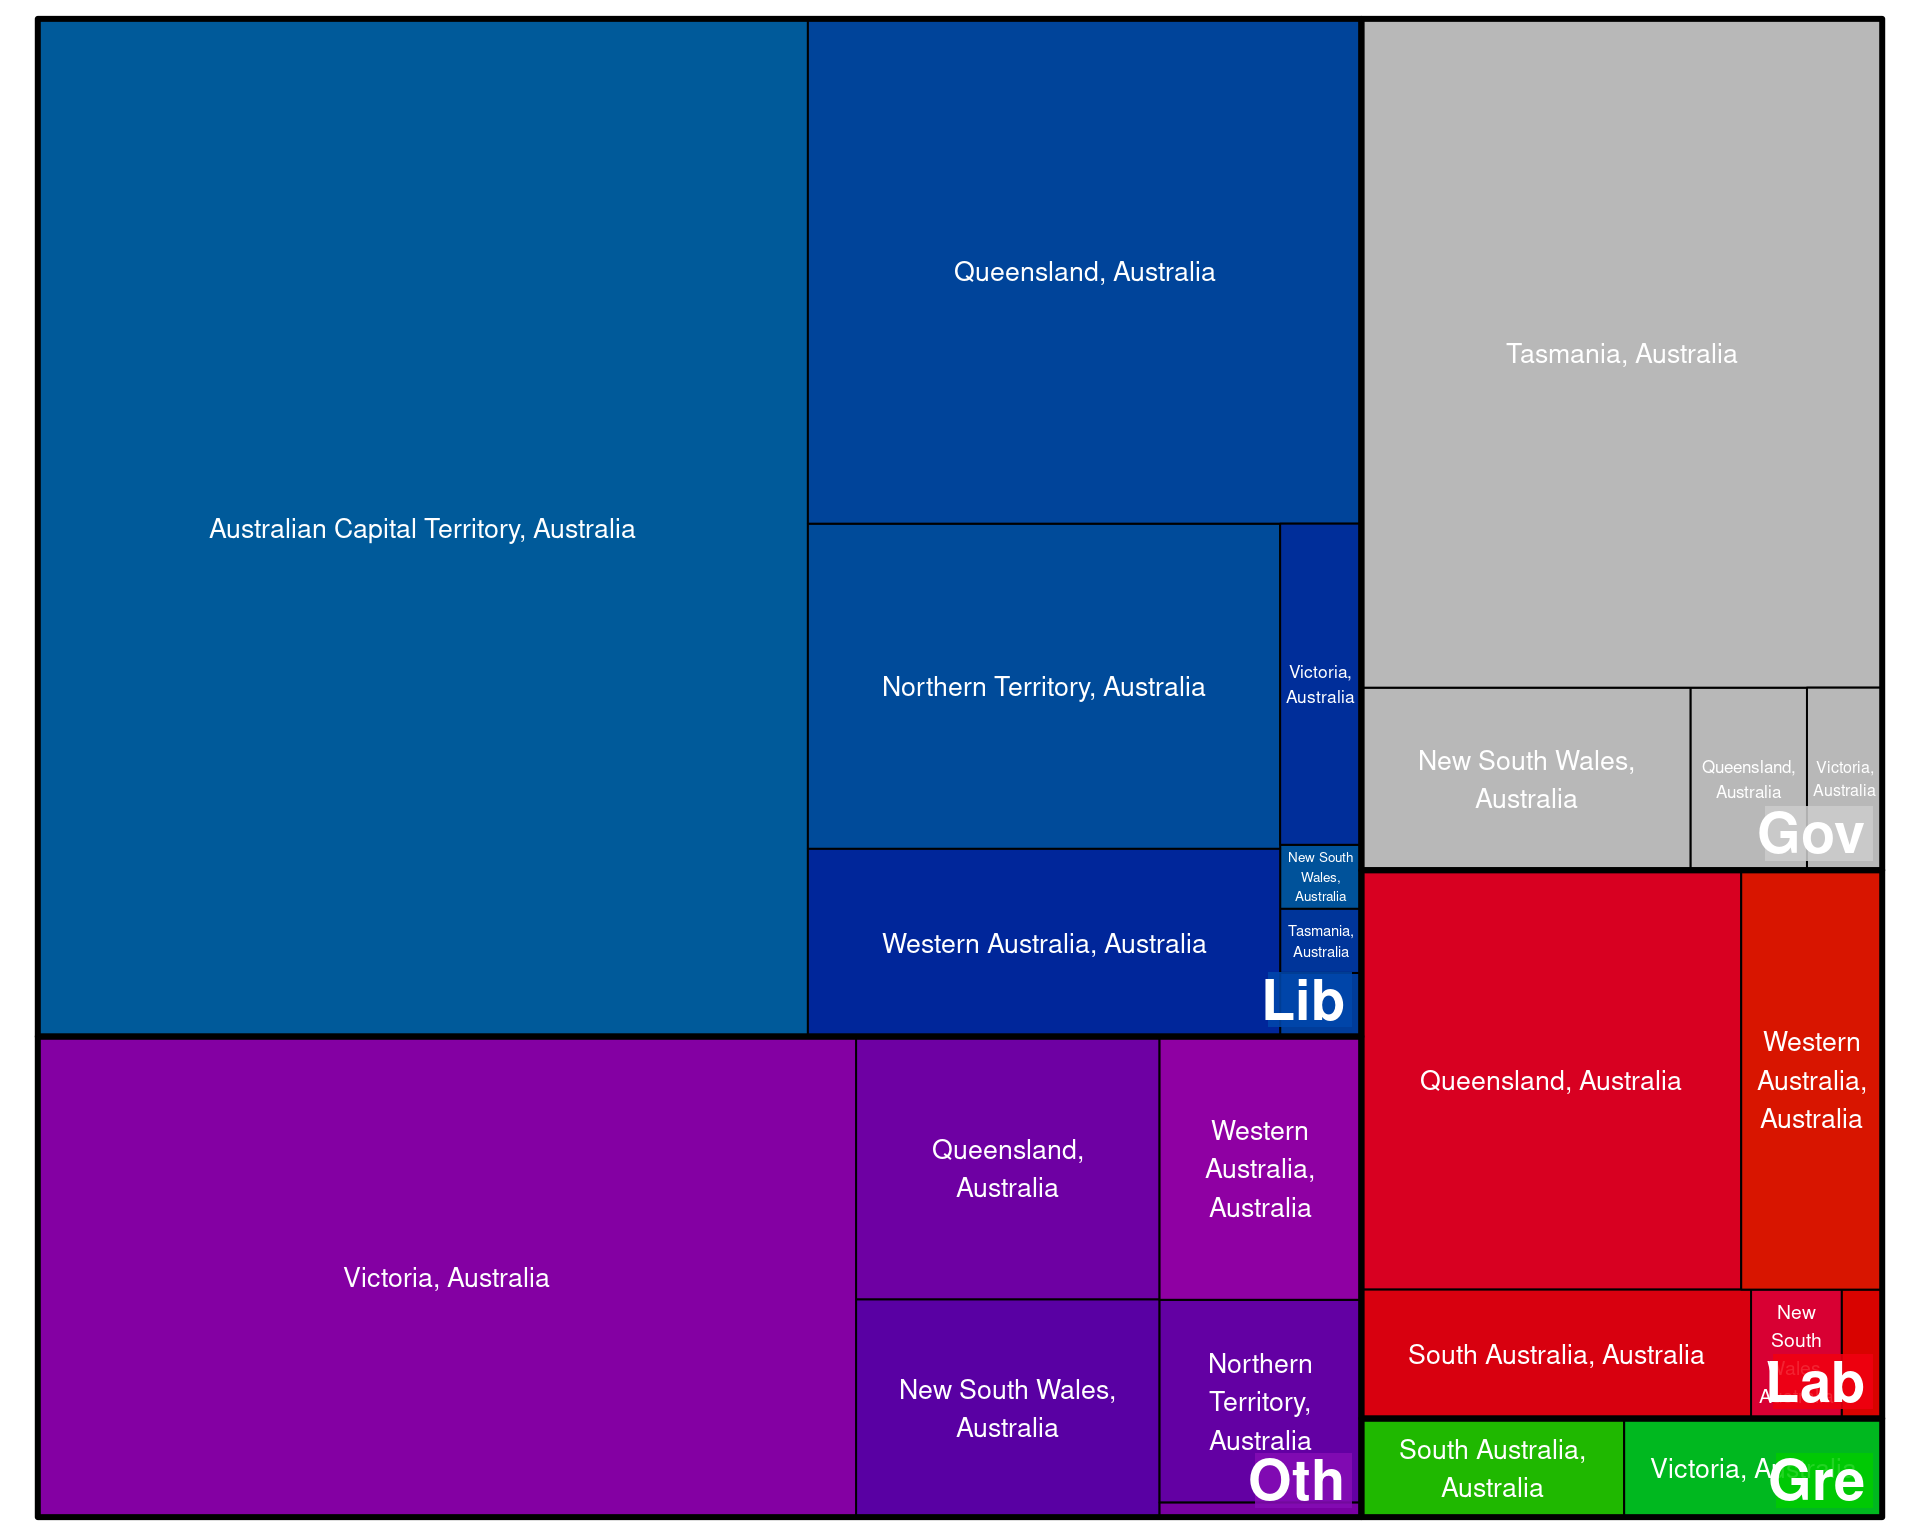 Australian Capital Territory, Australia
Queensland, Australia
Northern Territory, Australia
Victoria,
Australia
Western Australia, Australia
New South
Wales,
Australia
Tasmania,
Australia
Lib
Tasmania, Australia
New South Wales,
Australia
Queensland,
Australia
Victoria,
Australia
Gov
Victoria, Australia
Queensland,
Australia
Western
Australia,
Australia
New South Wales,
Australia
Northern
Territory,
Australia
Oth
Queensland, Australia
Western
Australia,
Australia
South Australia, Australia
New
South
Wales,
Lab
South Australia,
Australia
Victoria, Australia
Gre